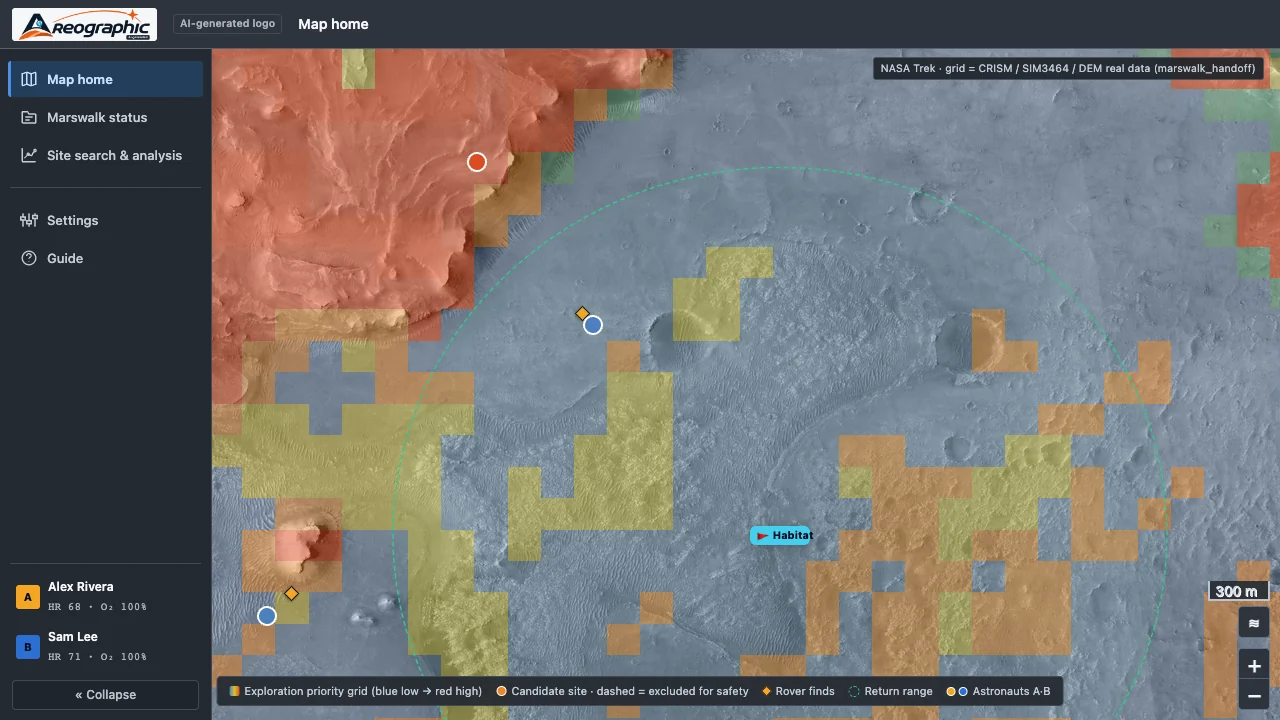 Areographic
AI-generated logo
Map home
Map home
Marswalk status
Site search & analysis
Settings
Guide
NASA Trek · grid = CRISM / SIM3464 / DEM real data (marswalk_handoff)
Habitat
300 m
≋
+
−
A
Alex Rivera
HR 68 · O₂ 100%
B
Sam Lee
HR 71 · O₂ 100%
« Collapse
Exploration priority grid (blue low → red high)
Candidate site · dashed = excluded for safety
Rover finds
Return range
Astronauts A·B